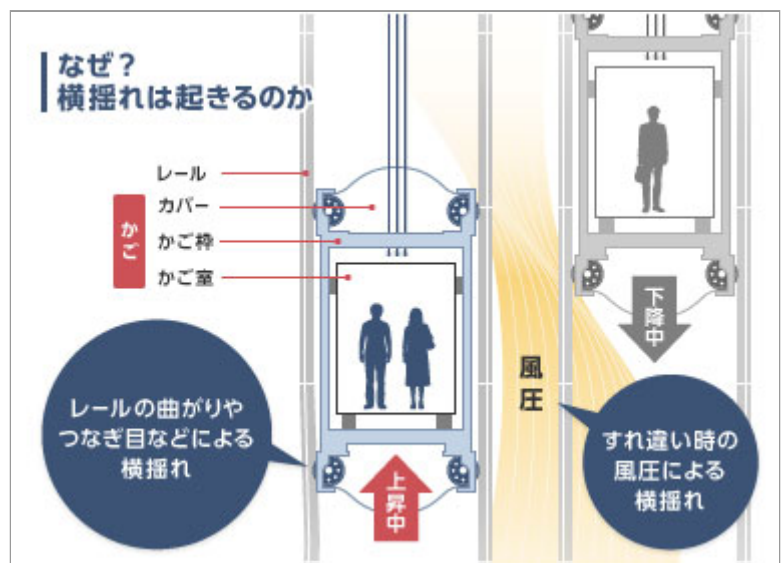 なぜ？
横揺れは起きるのか
レール
カバー
かご枠
かご室
かご
レールの曲がりや
つなぎ目などによる
横揺れ
上昇中
風圧
下降中
すれ違い時の
風圧による
横揺れ